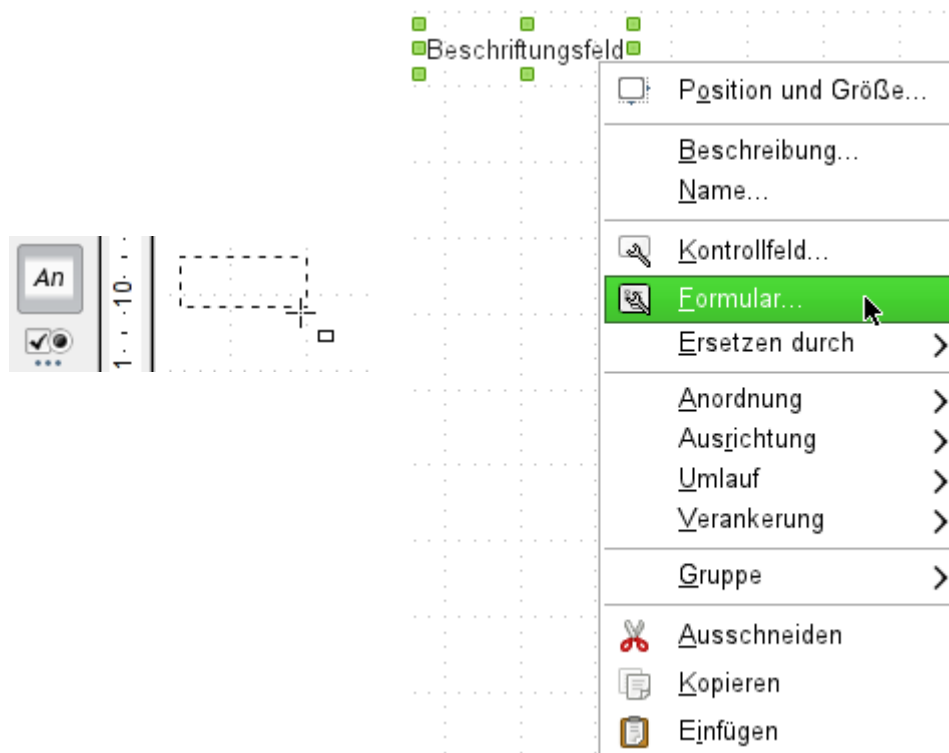 An
1 · · 10 ·
Beschriftungsfeld
Position und Größe...
Beschreibung...
Name...
Kontrollfeld...
Formular...
Ersetzen durch
Anordnung
Ausrichtung
Umlauf
Verankerung
Gruppe
Ausschneiden
Kopieren
Einfügen